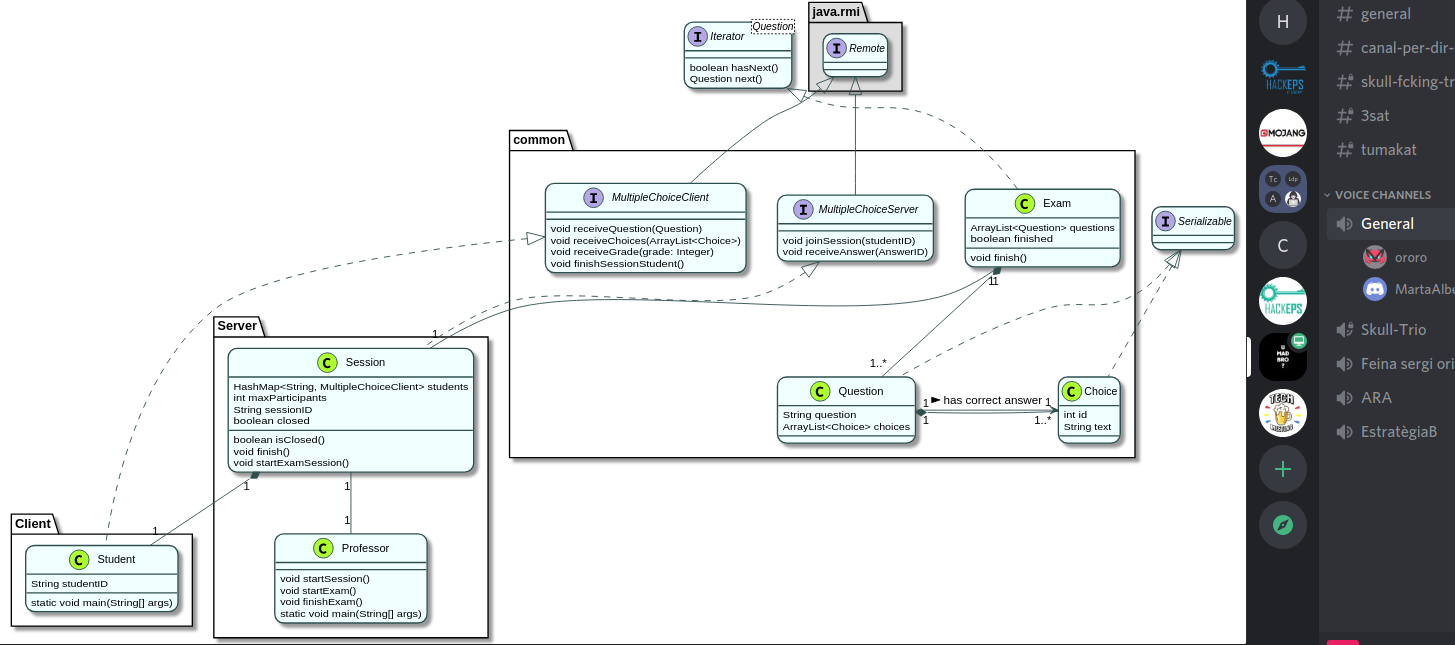 java.rmi
Question
I Iterator
boolean hasNext()
Question next()
I Remote
common
I MultipleChoiceClient
void receiveQuestion(Question)
void receiveChoices(ArrayList<Choice>)
void receiveGrade(grade: Integer)
void finishSessionStudent()
I MultipleChoiceServer
void joinSession(studentID)
void receiveAnswer(AnswerID)
C Exam
ArrayList<Question> questions
boolean finished
void finish()
I Serializable
11
1..*
C Question
String question
ArrayList<Choice> choices
1 ► has correct answer 1
1 1..*
C Choice
int id
String text
Server
1
C Session
HashMap<String, MultipleChoiceClient> students
int maxParticipants
String sessionID
boolean closed
boolean isClosed()
void finish()
void startExamSession()
1
1
1
1
C Professor
void startSession()
void startExam()
void finishExam()
static void main(String[] args)
Client
C Student
String studentID
static void main(String[] args)
H
HACKEPS
MOJANG
Tc
A
C
HACKEPS
U
MAD
BRO
?
TECH
# general
# canal-per-dir-
# skull-fcking-tr
# 3sat
# tumakat
VOICE CHANNELS
General
ororo
MartaAlbe
Skull-Trio
Feina sergi ori
ARA
EstratègiaB